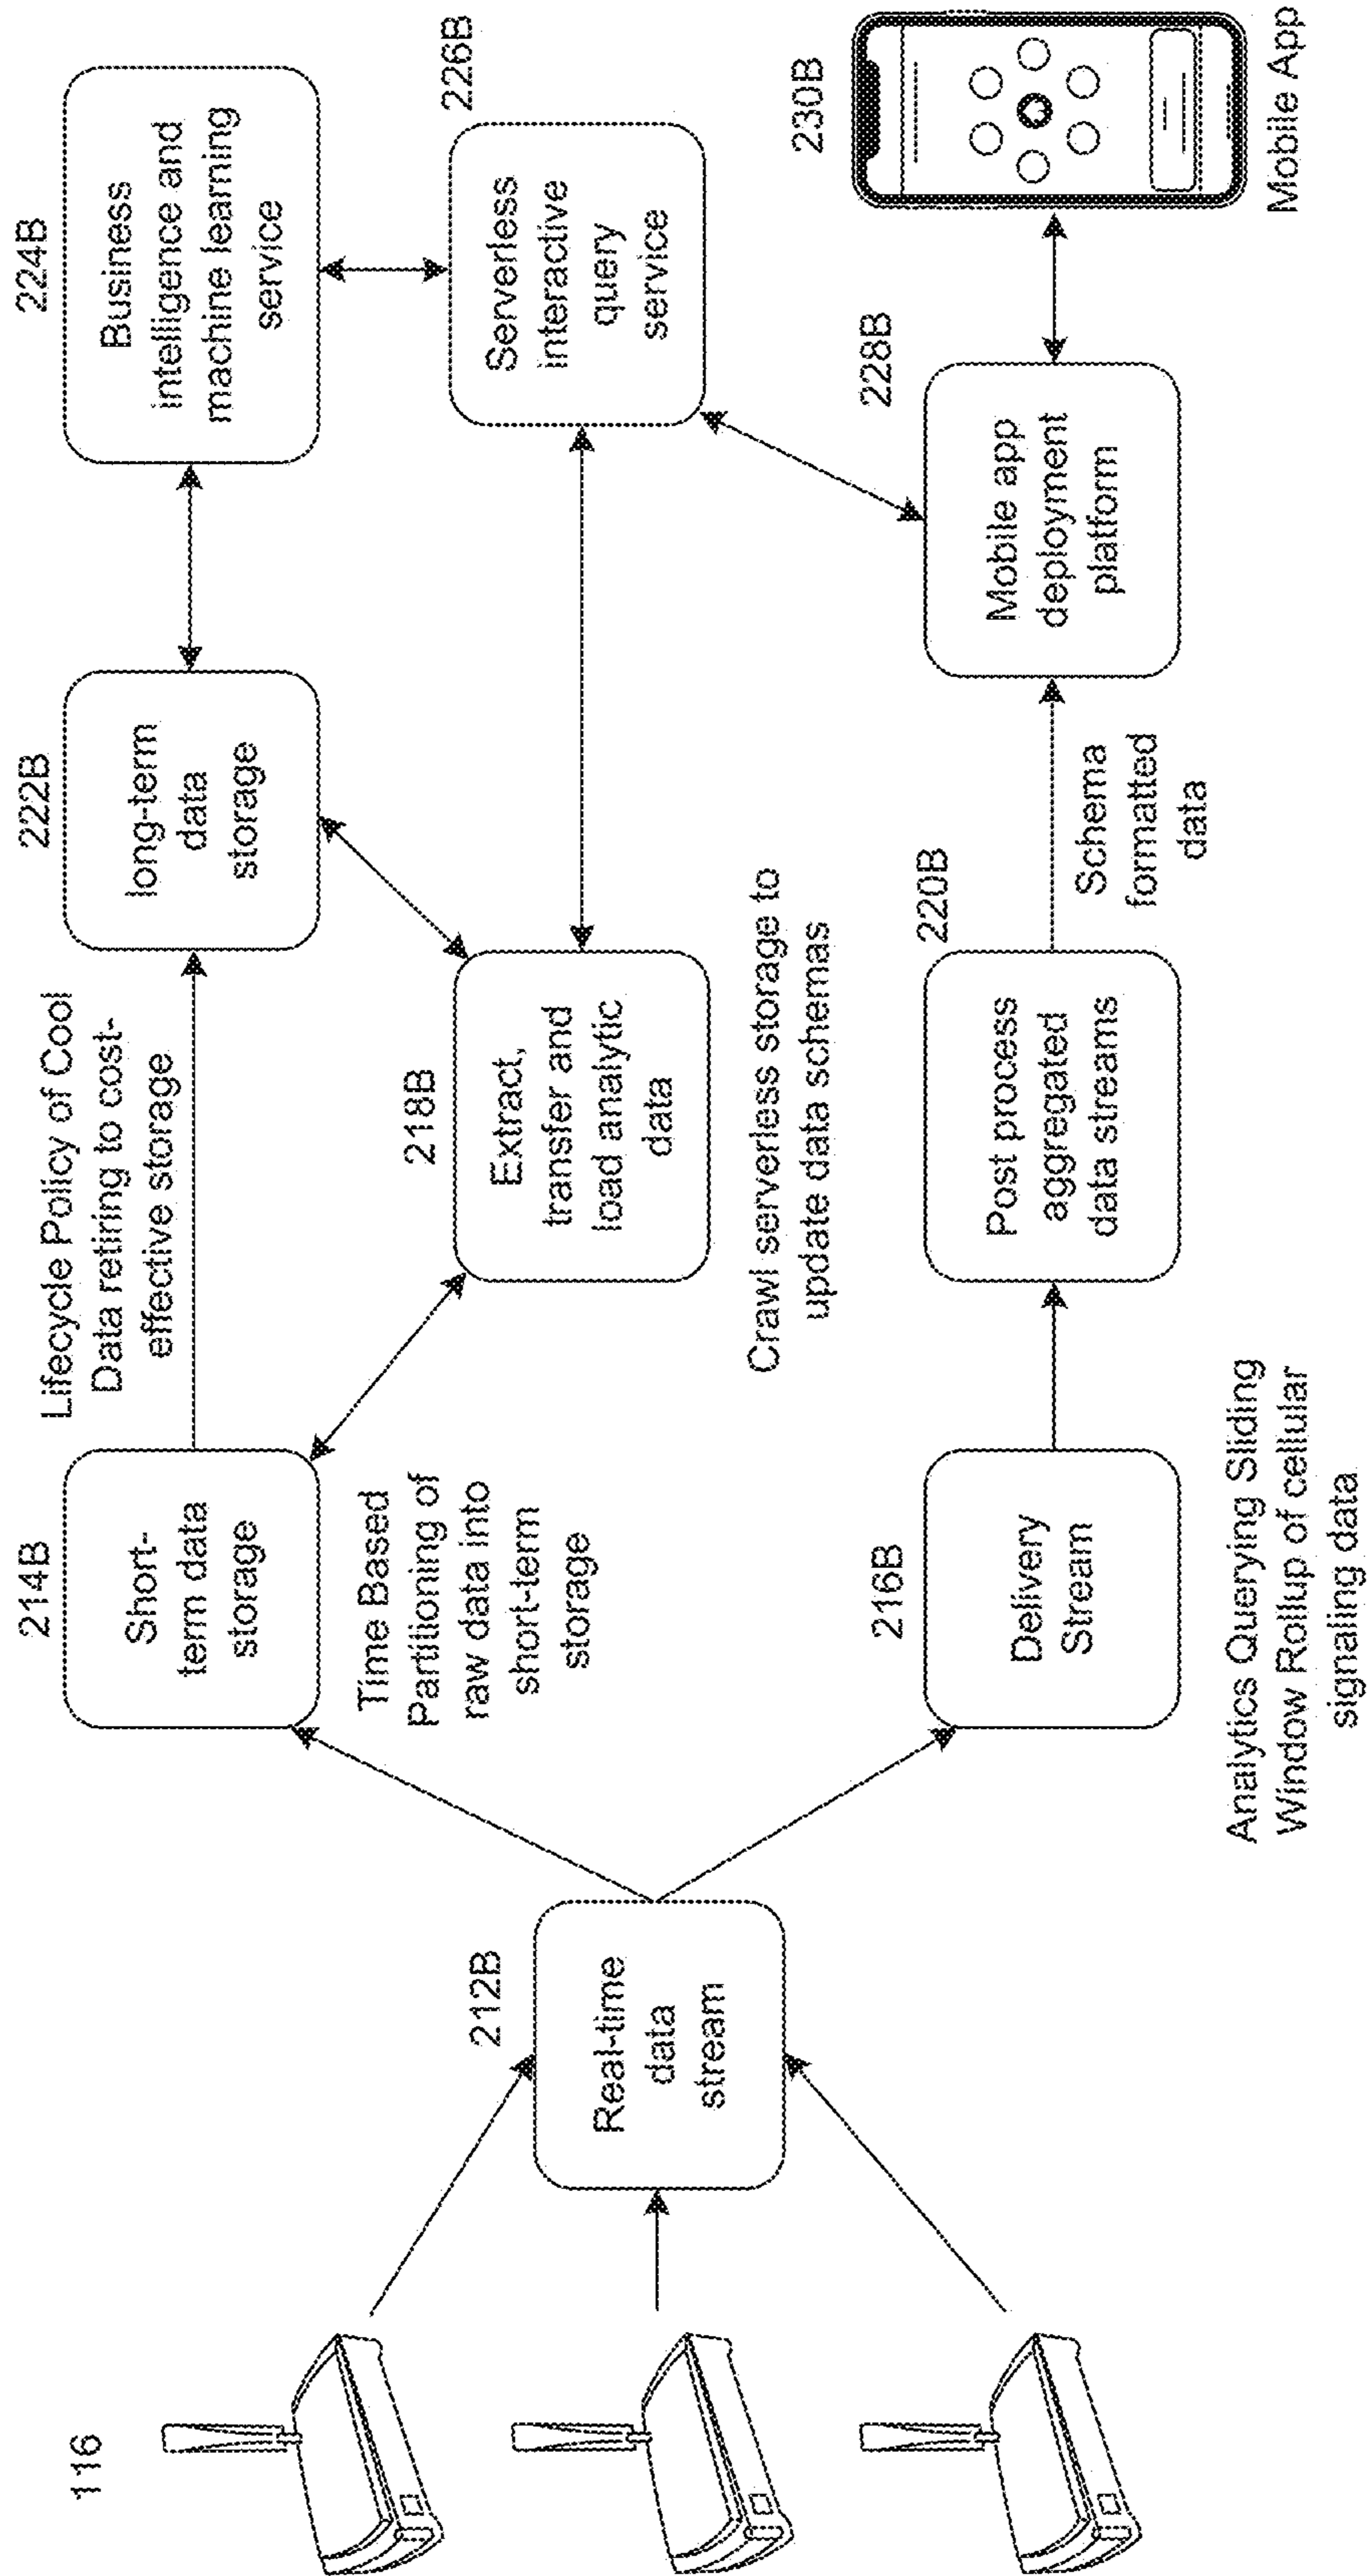 116
212B
Real-time
data
stream
214B
Short-
term data
storage
Time Based
Partitioning of
raw data into
short-term
storage
Lifecycle Policy of Cool
Data retiring to cost-
effective storage
222B
long-term
data
storage
224B
Business
intelligence and
machine learning
service
218B
Extract,
transfer and
load analytic
data
Crawl serverless storage to
update data schemas
226B
Serverless
interactive
query
service
216B
Delivery
Stream
Analytics Querying Sliding
Window Rollup of cellular
signaling data
220B
Post process
aggregated
data streams
Schema
formatted
data
228B
Mobile app
deployment
platform
230B
Mobile App